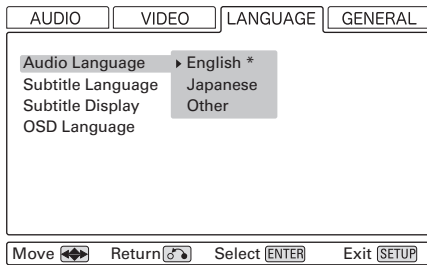 AUDIO VIDEO LANGUAGE GENERAL
Audio Language English *
Subtitle Language Japanese
Subtitle Display Other
OSD Language
Move Return Select ENTER Exit SETUP